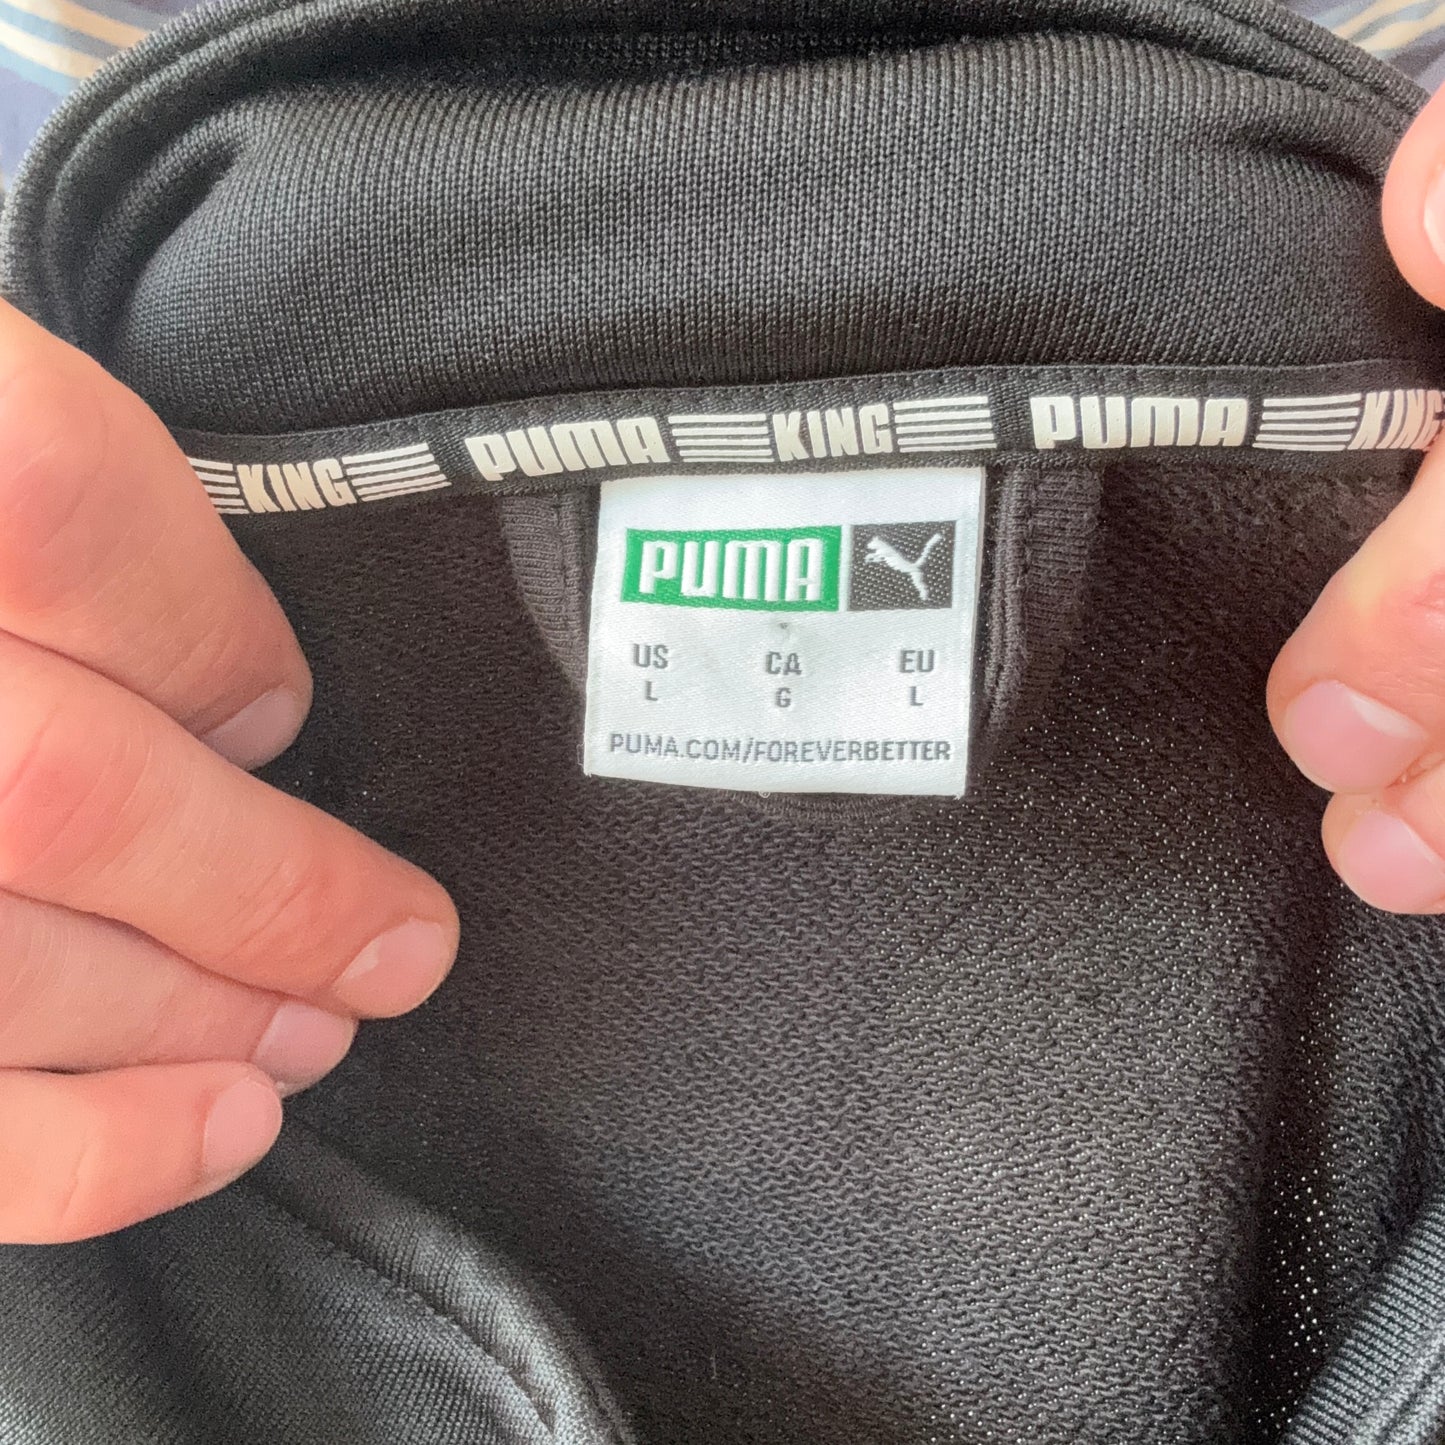 KING PUMA KING PUMA KING
PUMA
US CA EU
L G L
PUMA.COM/FOREVERBETTER